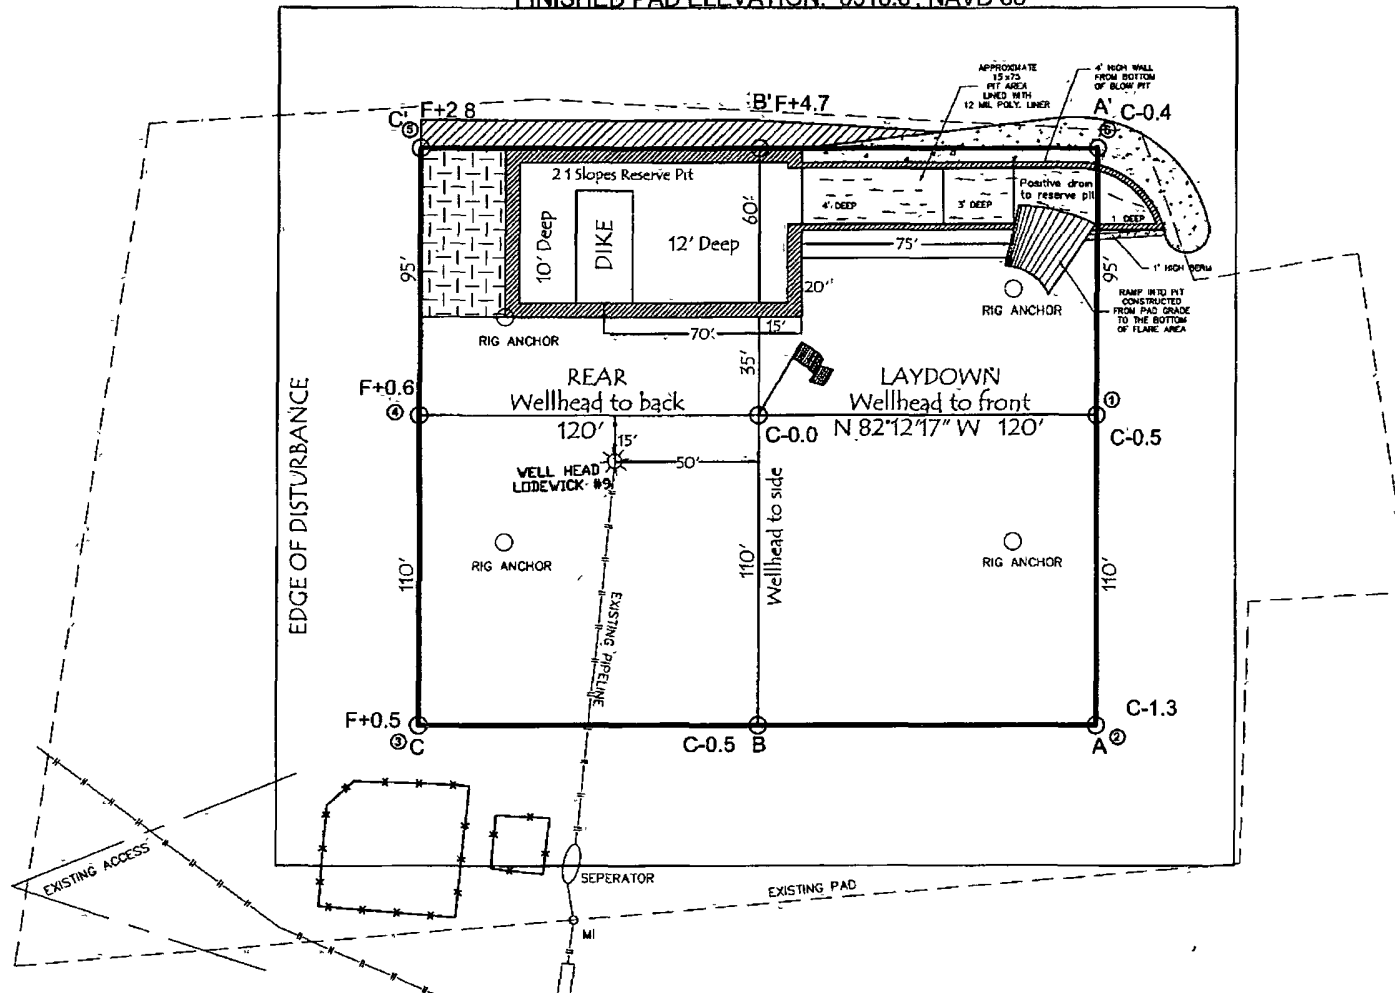 APPROXIMATE
15x75
PIT AREA
LINED WITH
12 MIL POLY. LINER
4' HIGH WALL
FROM BOTTOM
OF BLOW PIT
C'
⑤
F+2 8
B'
F+4.7
A'
⑥
C-0.4
2 1 Slopes Reserve Pit
10' Deep
DIKE
12' Deep
60'
4' DEEP
3' DEEP
Positive drain
to reserve pit
1 DEEP
95'
75'
95'
1' HIGH BERM
20'
RIG ANCHOR
RAMP INTO PIT
CONSTRUCTED
FROM PAD GRADE
TO THE BOTTOM
OF FLARE AREA
RIG ANCHOR
70'
15'
35'
EDGE OF DISTURBANCE
F+0.6
④
REAR
Wellhead to back
120'
LAYDOWN
Wellhead to front
N 82°12'17" W 120'
①
C-0.5
C-0.0
15'
50'
WELL HEAD
LODEWICK #9
Wellhead to side
RIG ANCHOR
RIG ANCHOR
110'
110'
110'
EXISTING PIPELINE
F+0.5
③
C
C-0.5
B
C-1.3
A
②
EXISTING ACCESS
SEPERATOR
EXISTING PAD
MI